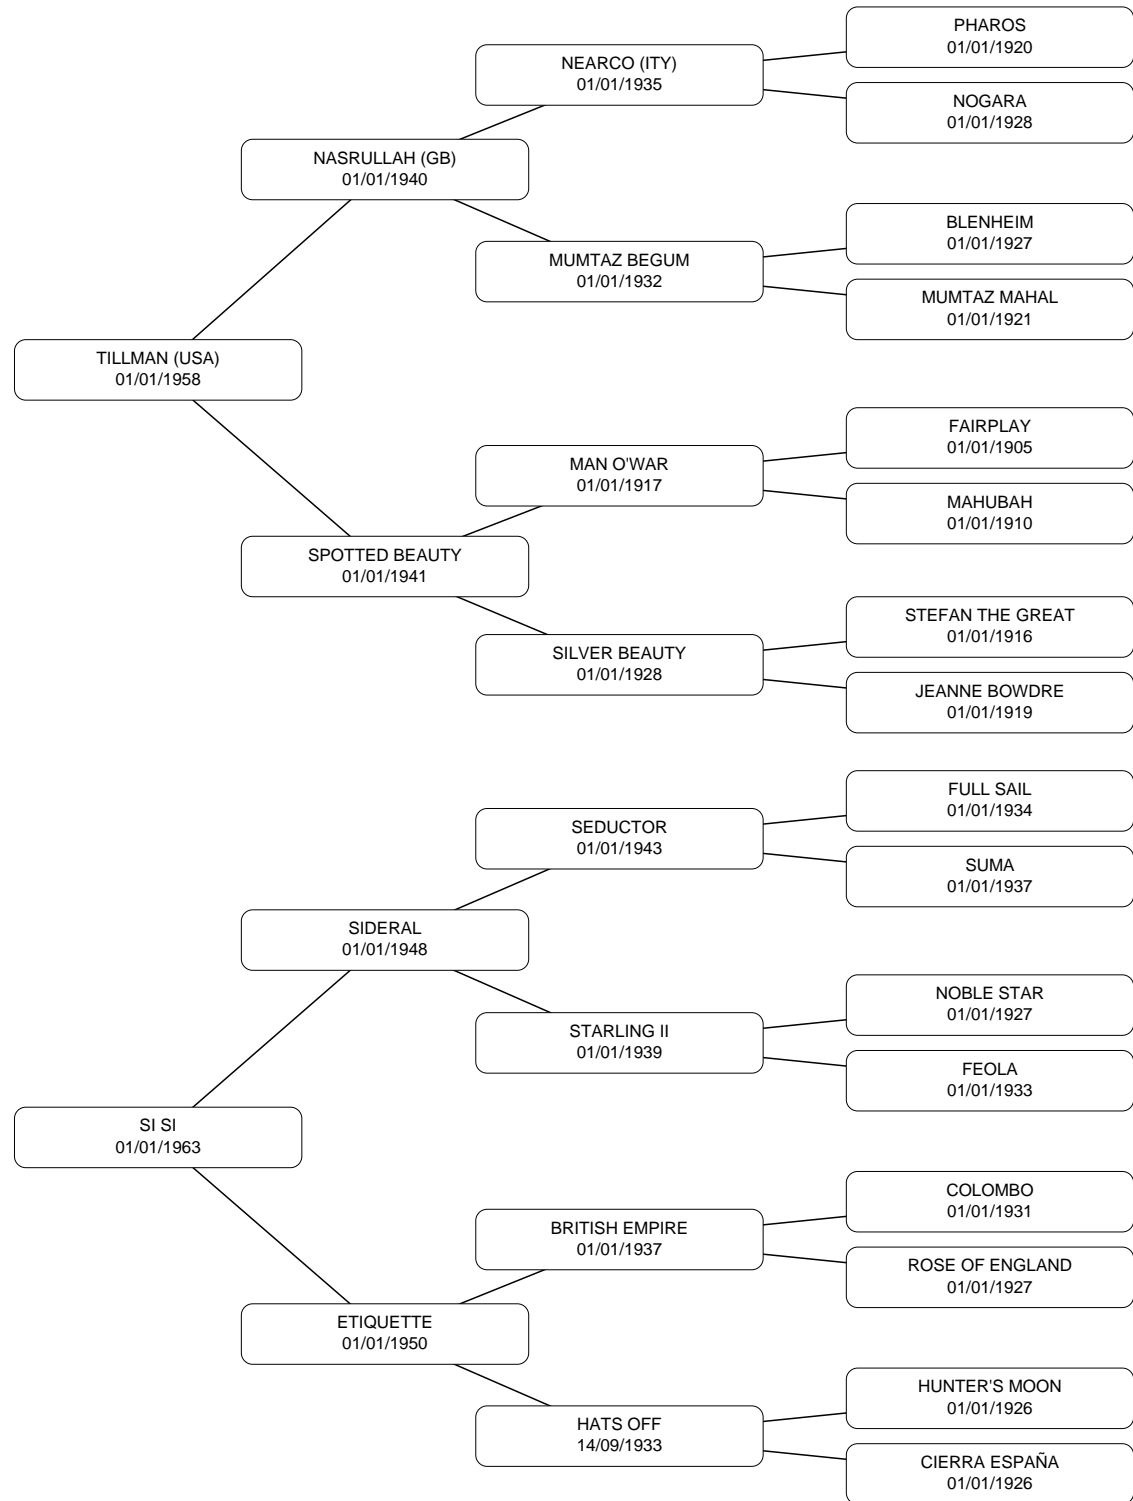 PHAROS
01/01/1920
NEARCO (ITY)
01/01/1935
NOGARA
01/01/1928
NASRULLAH (GB)
01/01/1940
BLENHEIM
01/01/1927
MUMTAZ BEGUM
01/01/1932
MUMTAZ MAHAL
01/01/1921
TILLMAN (USA)
01/01/1958
FAIRPLAY
01/01/1905
MAN O'WAR
01/01/1917
MAHUBAH
01/01/1910
SPOTTED BEAUTY
01/01/1941
STEFAN THE GREAT
01/01/1916
SILVER BEAUTY
01/01/1928
JEANNE BOWDRE
01/01/1919
FULL SAIL
01/01/1934
SEDUCTOR
01/01/1943
SUMA
01/01/1937
SIDERAL
01/01/1948
NOBLE STAR
01/01/1927
STARLING II
01/01/1939
FEOLA
01/01/1933
SI SI
01/01/1963
COLOMBO
01/01/1931
BRITISH EMPIRE
01/01/1937
ROSE OF ENGLAND
01/01/1927
ETIQUETTE
01/01/1950
HUNTER'S MOON
01/01/1926
HATS OFF
14/09/1933
CIERRA ESPAÑA
01/01/1926